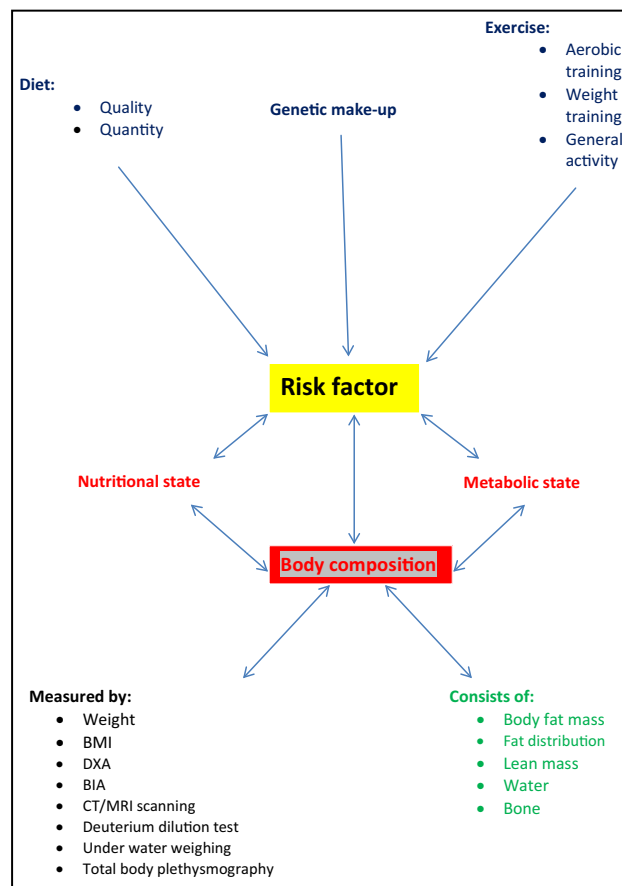 Exercise:
• Aerobic
training
• Weight
training
• General
activity
Diet:
• Quality
• Quantity
Genetic make-up
Risk factor
Nutritional state
Metabolic state
Body composition
Measured by:
• Weight
• BMI
• DXA
• BIA
• CT/MRI scanning
• Deuterium dilution test
• Under water weighing
• Total body plethysmography
Consists of:
• Body fat mass
• Fat distribution
• Lean mass
• Water
• Bone